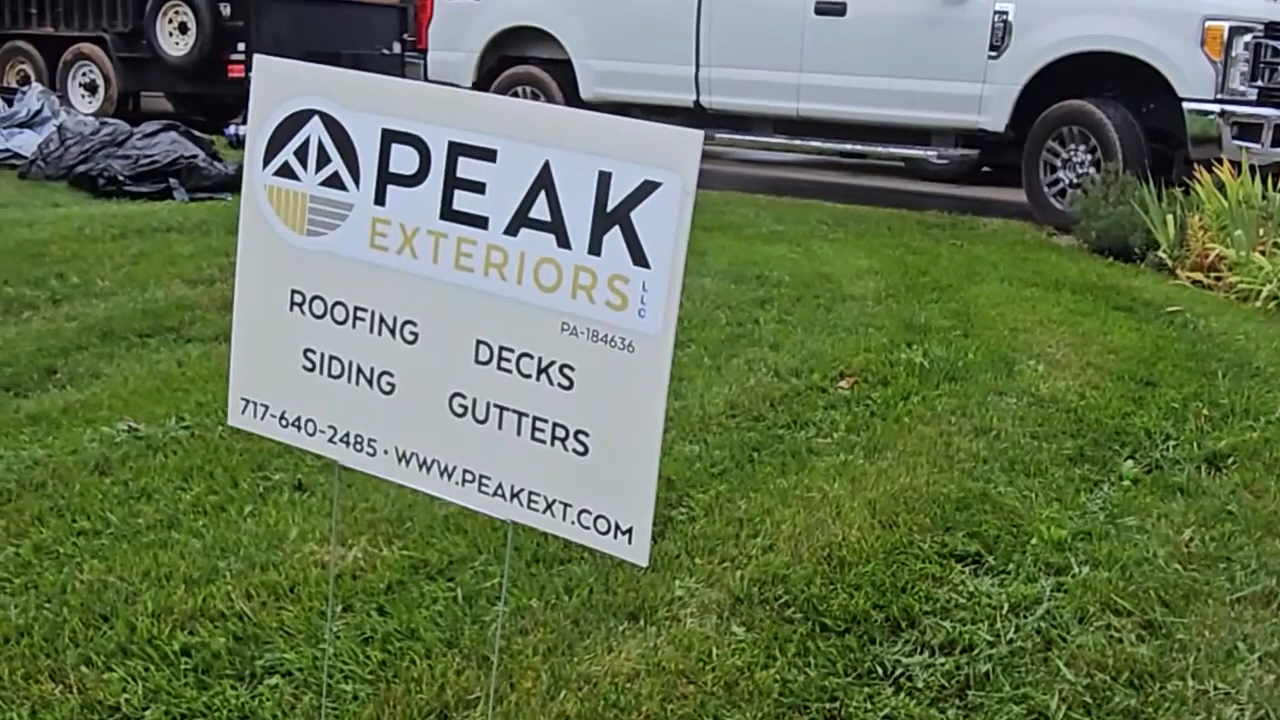 PEAK
EXTERIORS LLC
PA-184636
ROOFING DECKS
SIDING GUTTERS
717-640-2485 · WWW.PEAKEXT.COM